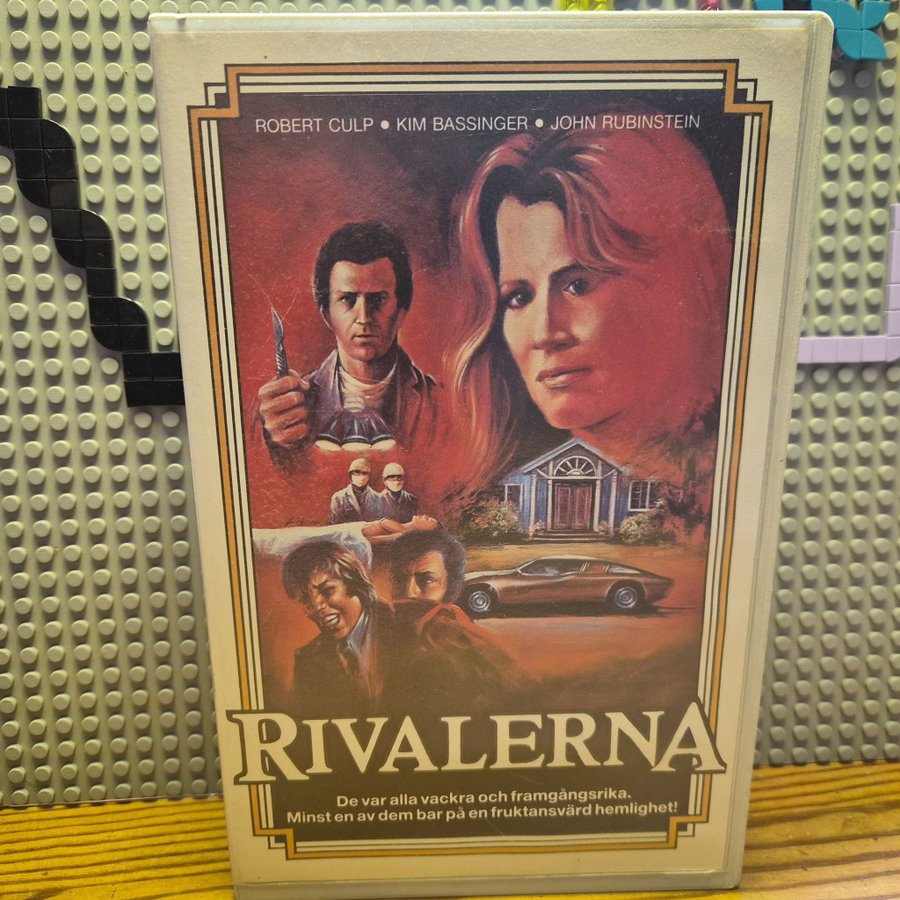 ROBERT CULP • KIM BASSINGER • JOHN RUBINSTEIN
RIVALERNA
De var alla vackra och framgångsrika.
Minst en av dem bar på en fruktansvärd hemlighet!